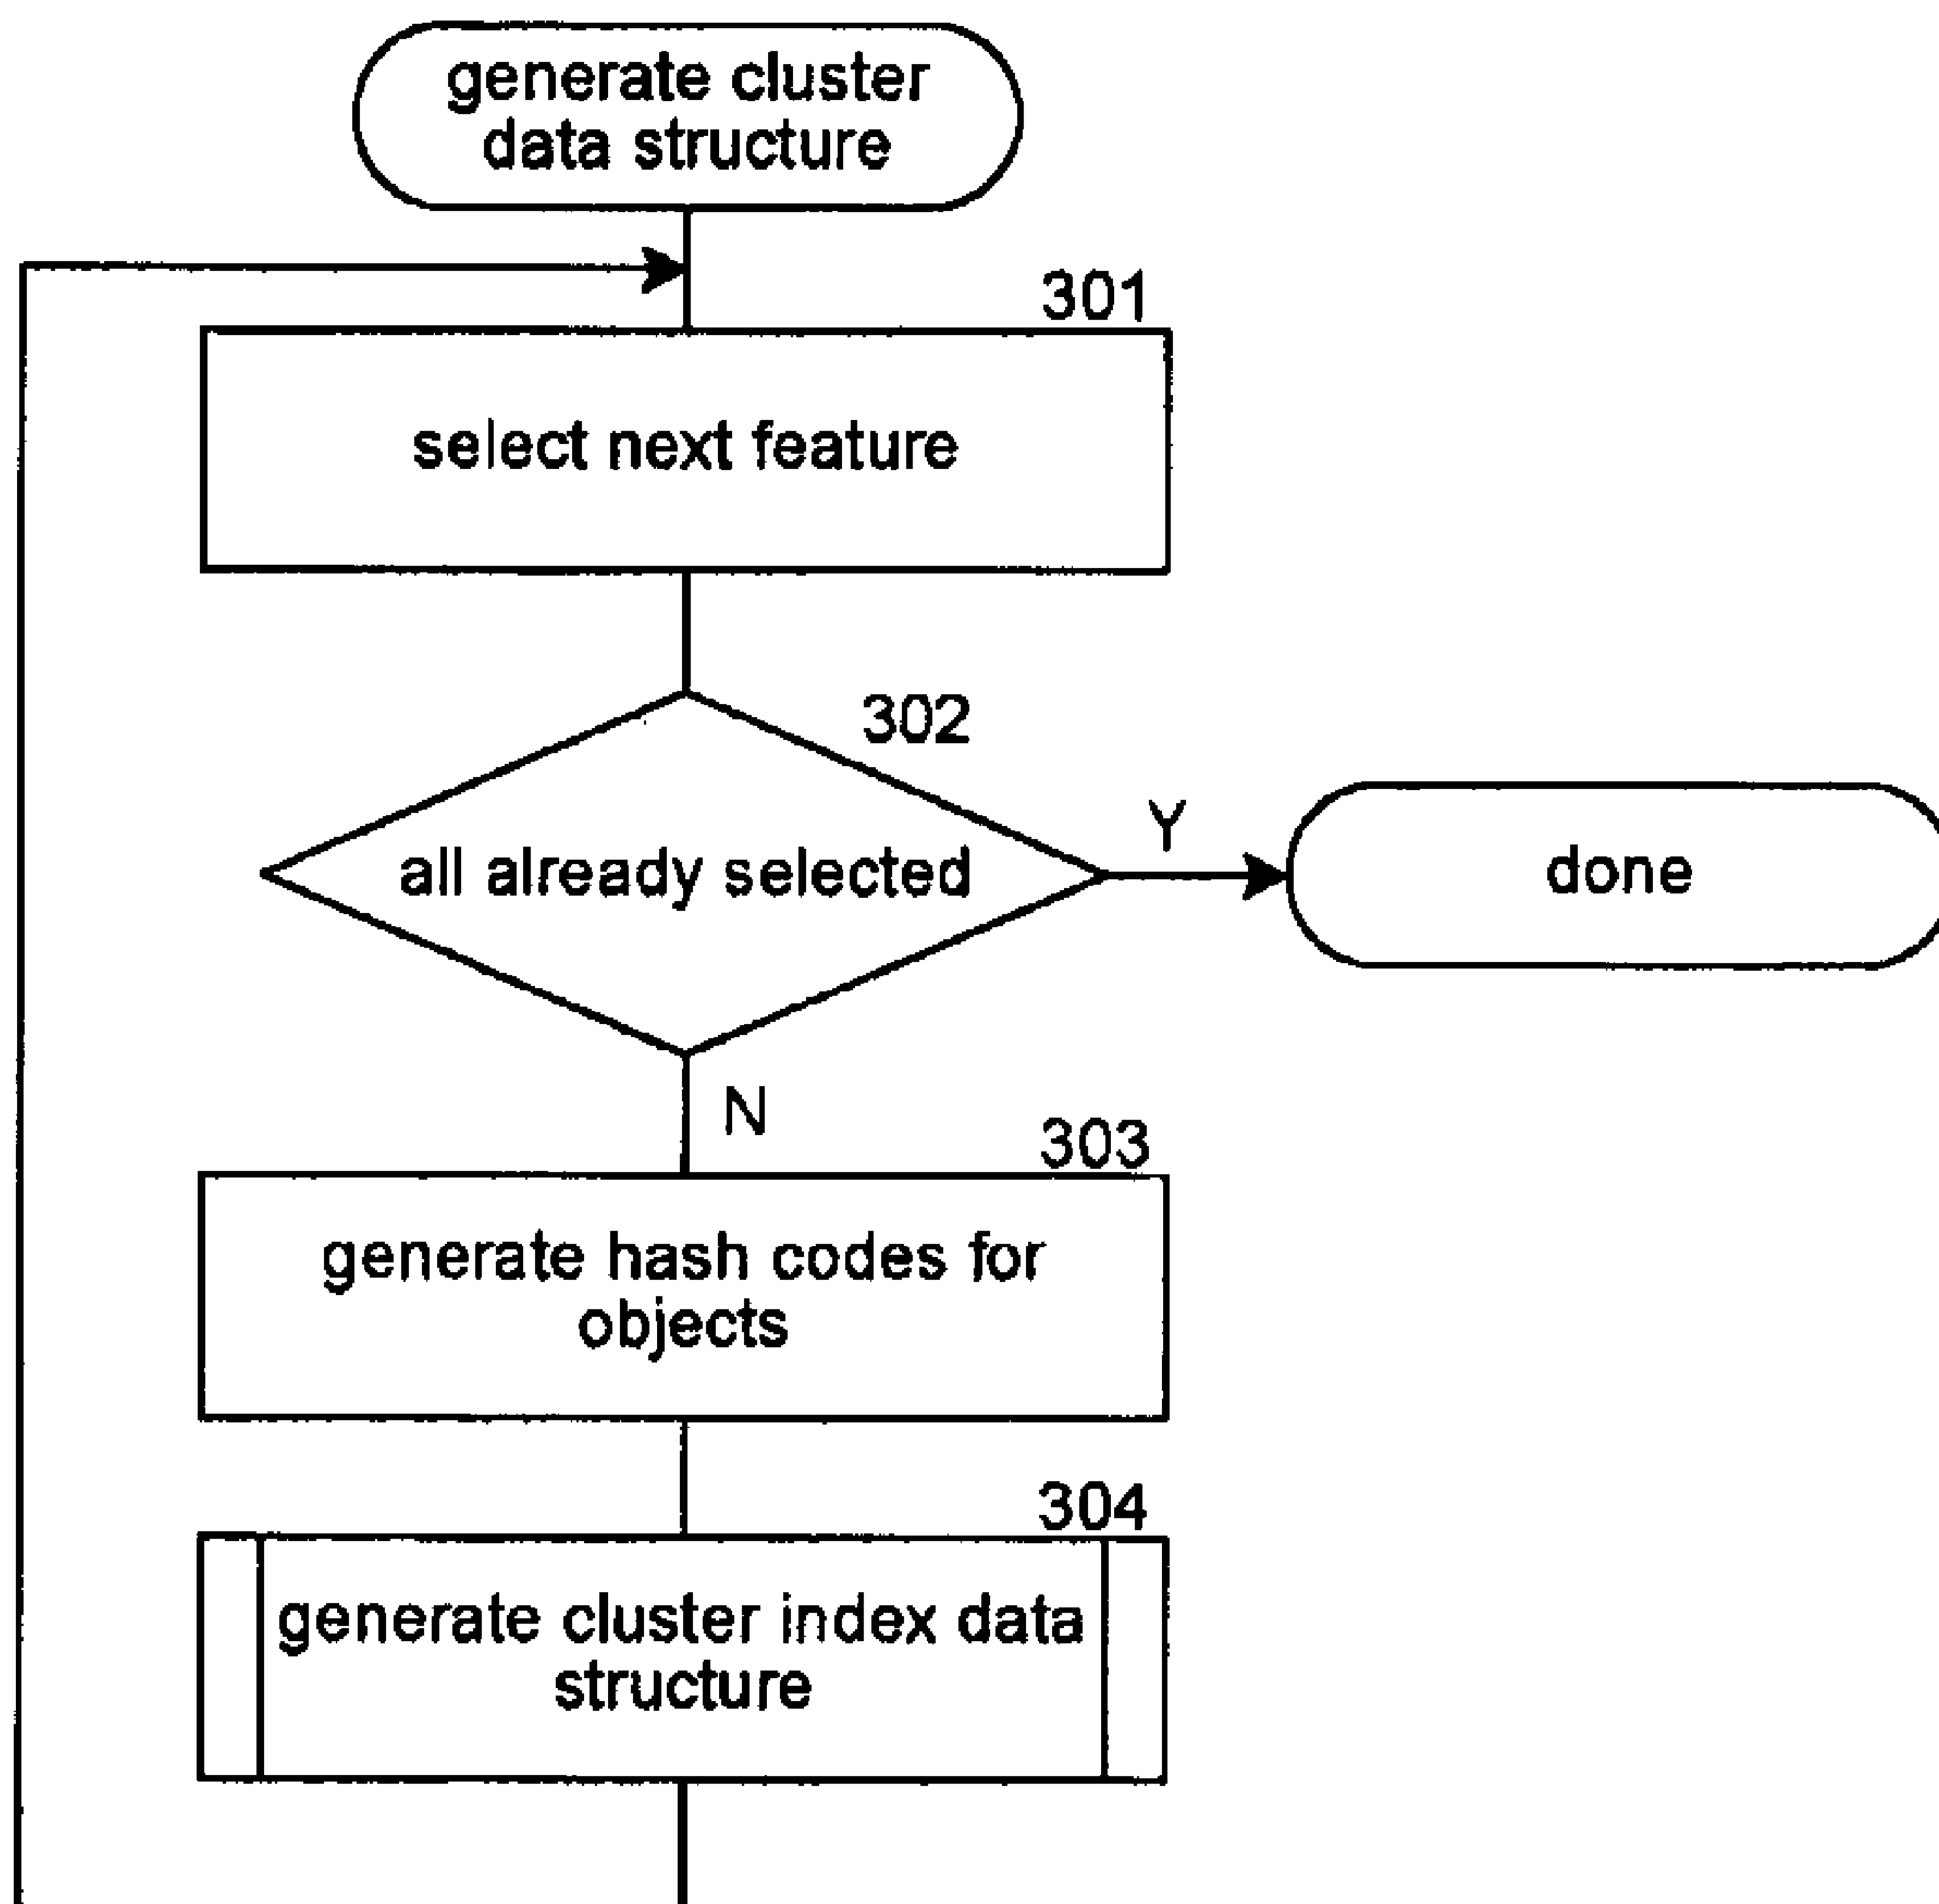 generate cluster
data structure
301
select next feature
302
all already selected
Y
done
N
303
generate hash codes for
objects
304
generate cluster index data
structure